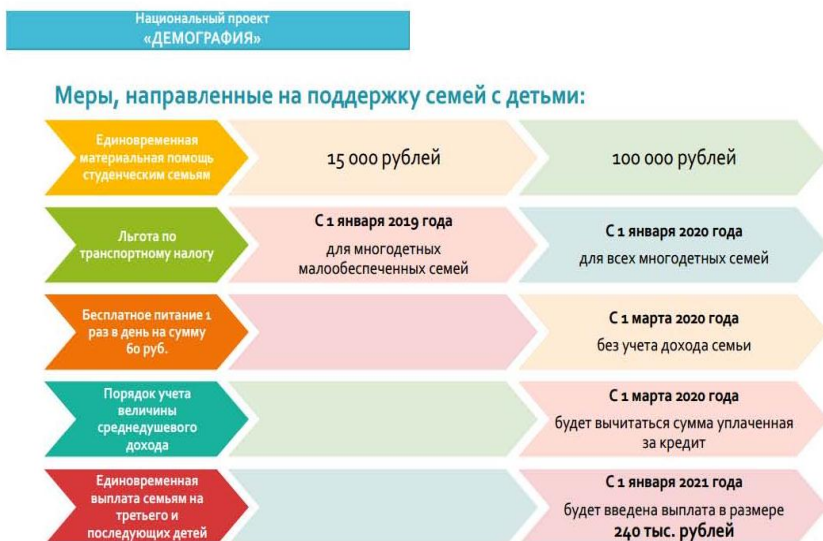 Национальный проект
«ДЕМОГРАФИЯ»
Меры, направленные на поддержку семей с детьми:
Единовременная
материальная помощь
студенческим семьям
15 000 рублей
100 000 рублей
Льгота по
транспортному налогу
С 1 января 2019 года
для многодетных
малообеспеченных семей
С 1 января 2020 года
для всех многодетных семей
Бесплатное питание 1
раз в день на сумму
60 руб.
С 1 марта 2020 года
без учета дохода семьи
Порядок учета
величины
среднедушевого
дохода
С 1 марта 2020 года
будет вычитаться сумма уплаченная
за кредит
Единовременная
выплата семьям на
третьего и
последующих детей
С 1 января 2021 года
будет введена выплата в размере
240 тыс. рублей